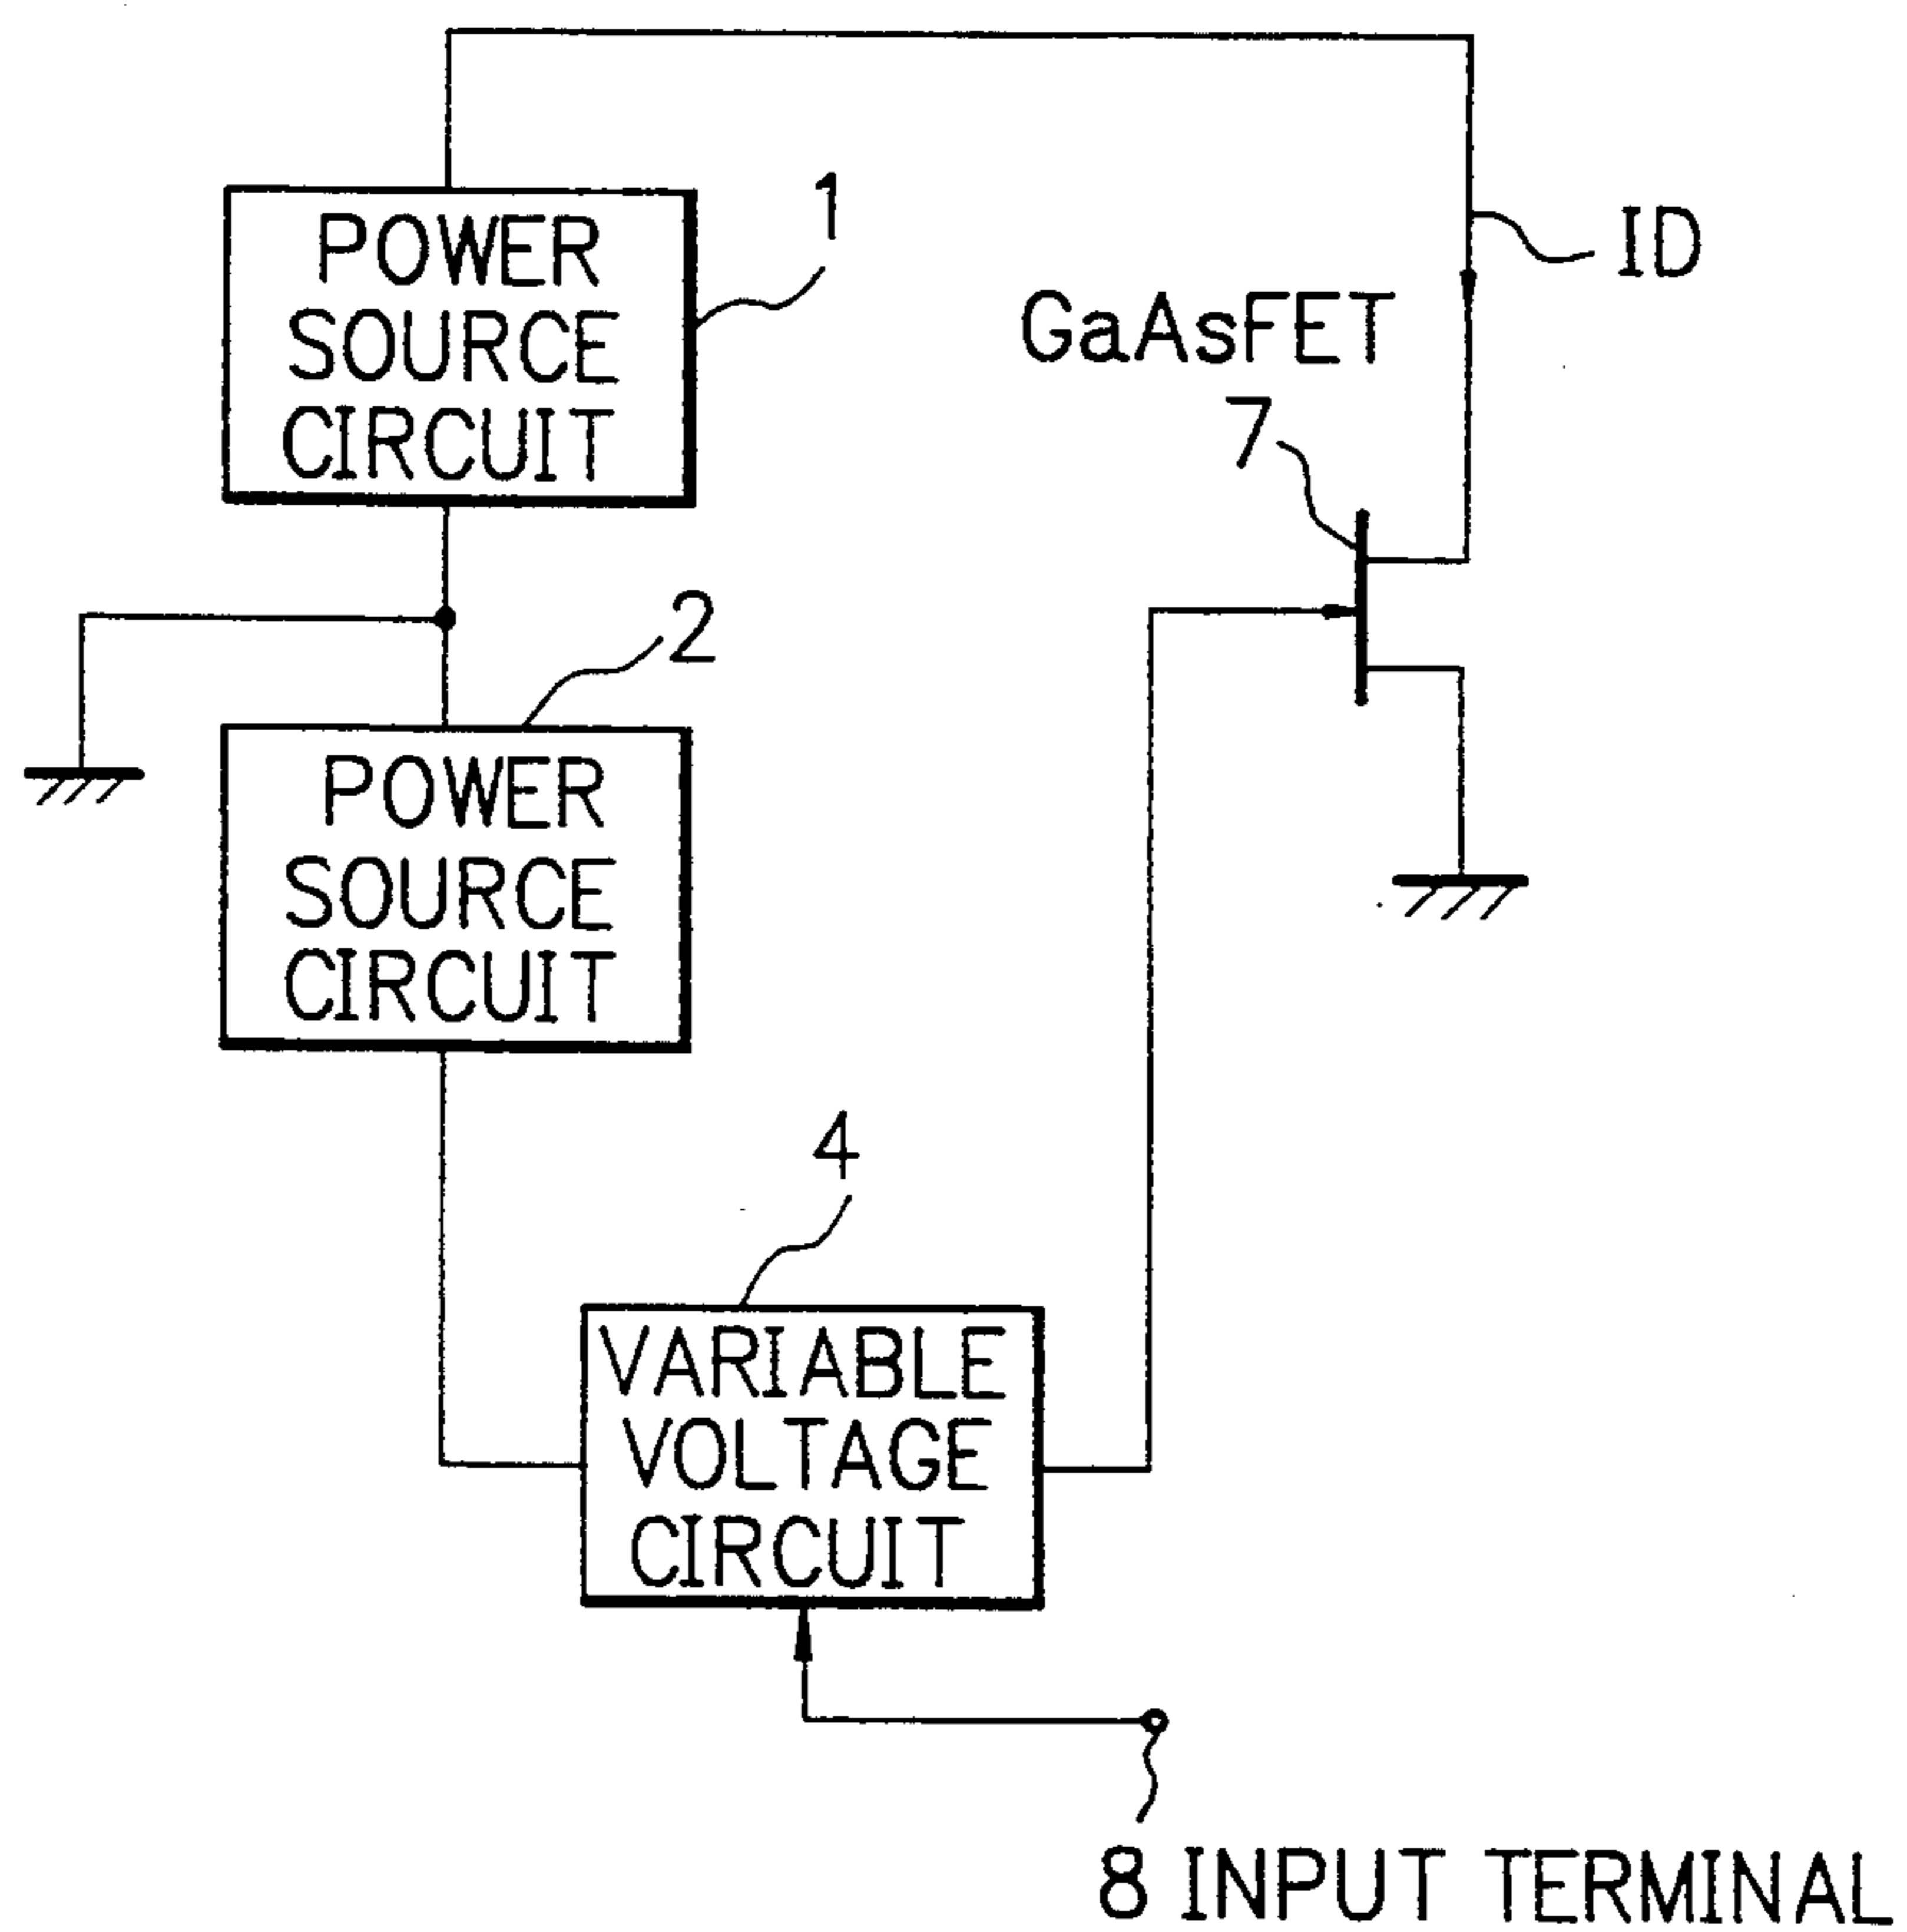 POWER
SOURCE
CIRCUIT
1
ID
GaAsFET
7
2
POWER
SOURCE
CIRCUIT
4
VARIABLE
VOLTAGE
CIRCUIT
8 INPUT TERMINAL